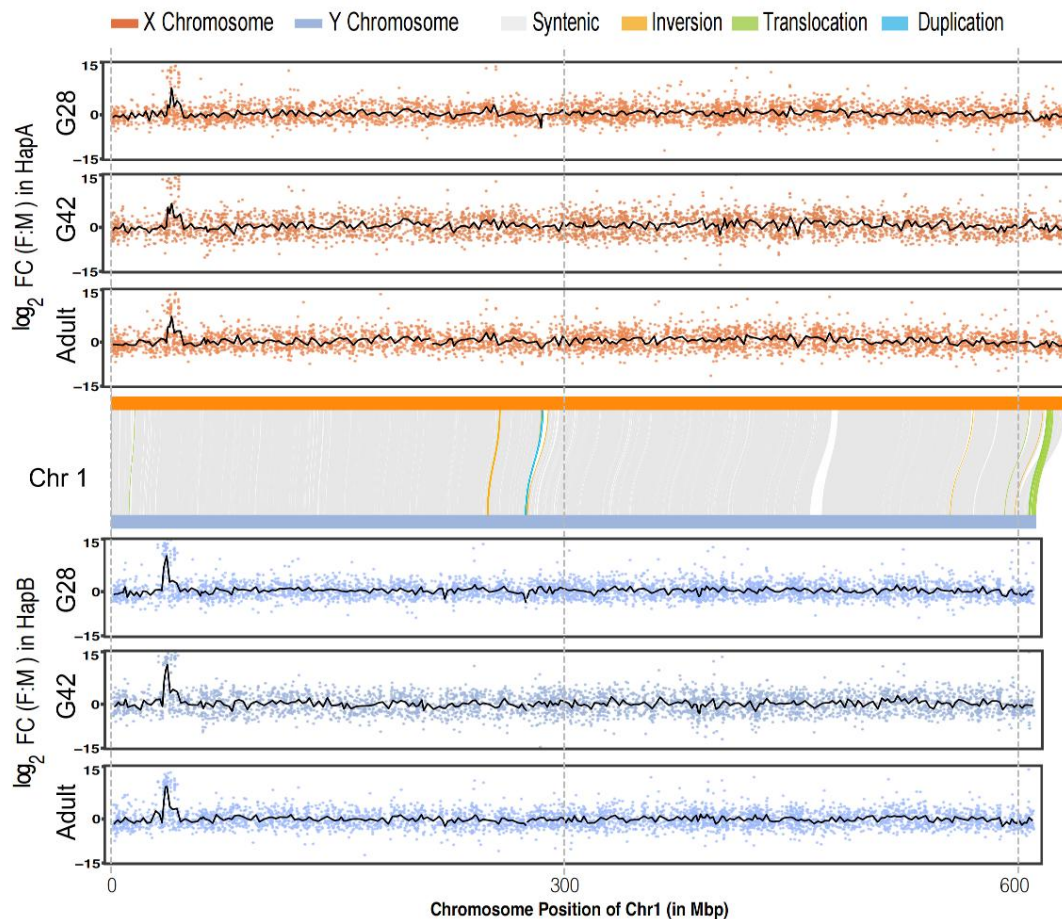 X Chromosome Y Chromosome Syntenic Inversion Translocation Duplication
log2 FC (F:M ) in HapA
G28
15
0
−15
G42
15
0
−15
Adult
15
0
−15
Chr 1
log2 FC (F:M ) in HapB
G28
15
0
−15
G42
15
0
−15
Adult
15
0
−15
0 300 600
Chromosome Position of Chr1 (in Mbp)